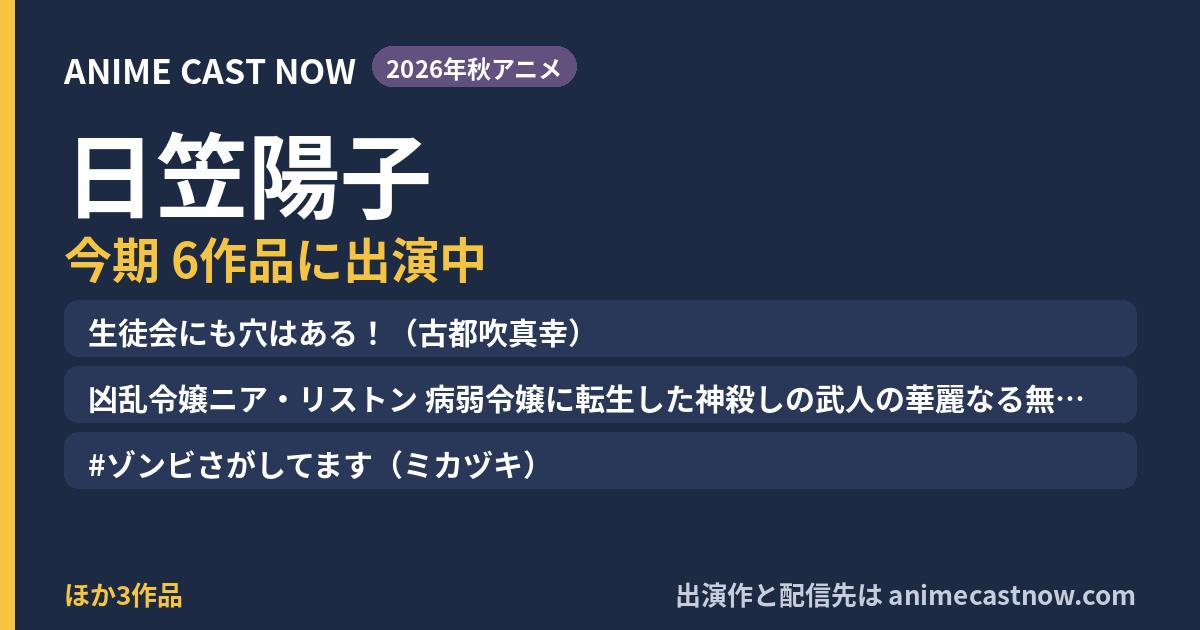 ANIME CAST NOW 2026年秋アニメ
日笠陽子
今期 6作品に出演中
生徒会にも穴はある！（古都吹真幸）
凶乱令嬢ニア・リストン 病弱令嬢に転生した神殺しの武人の華麗なる無…
#ゾンビさがしてます（ミカヅキ）
ほか3作品
出演作と配信先は animecastnow.com